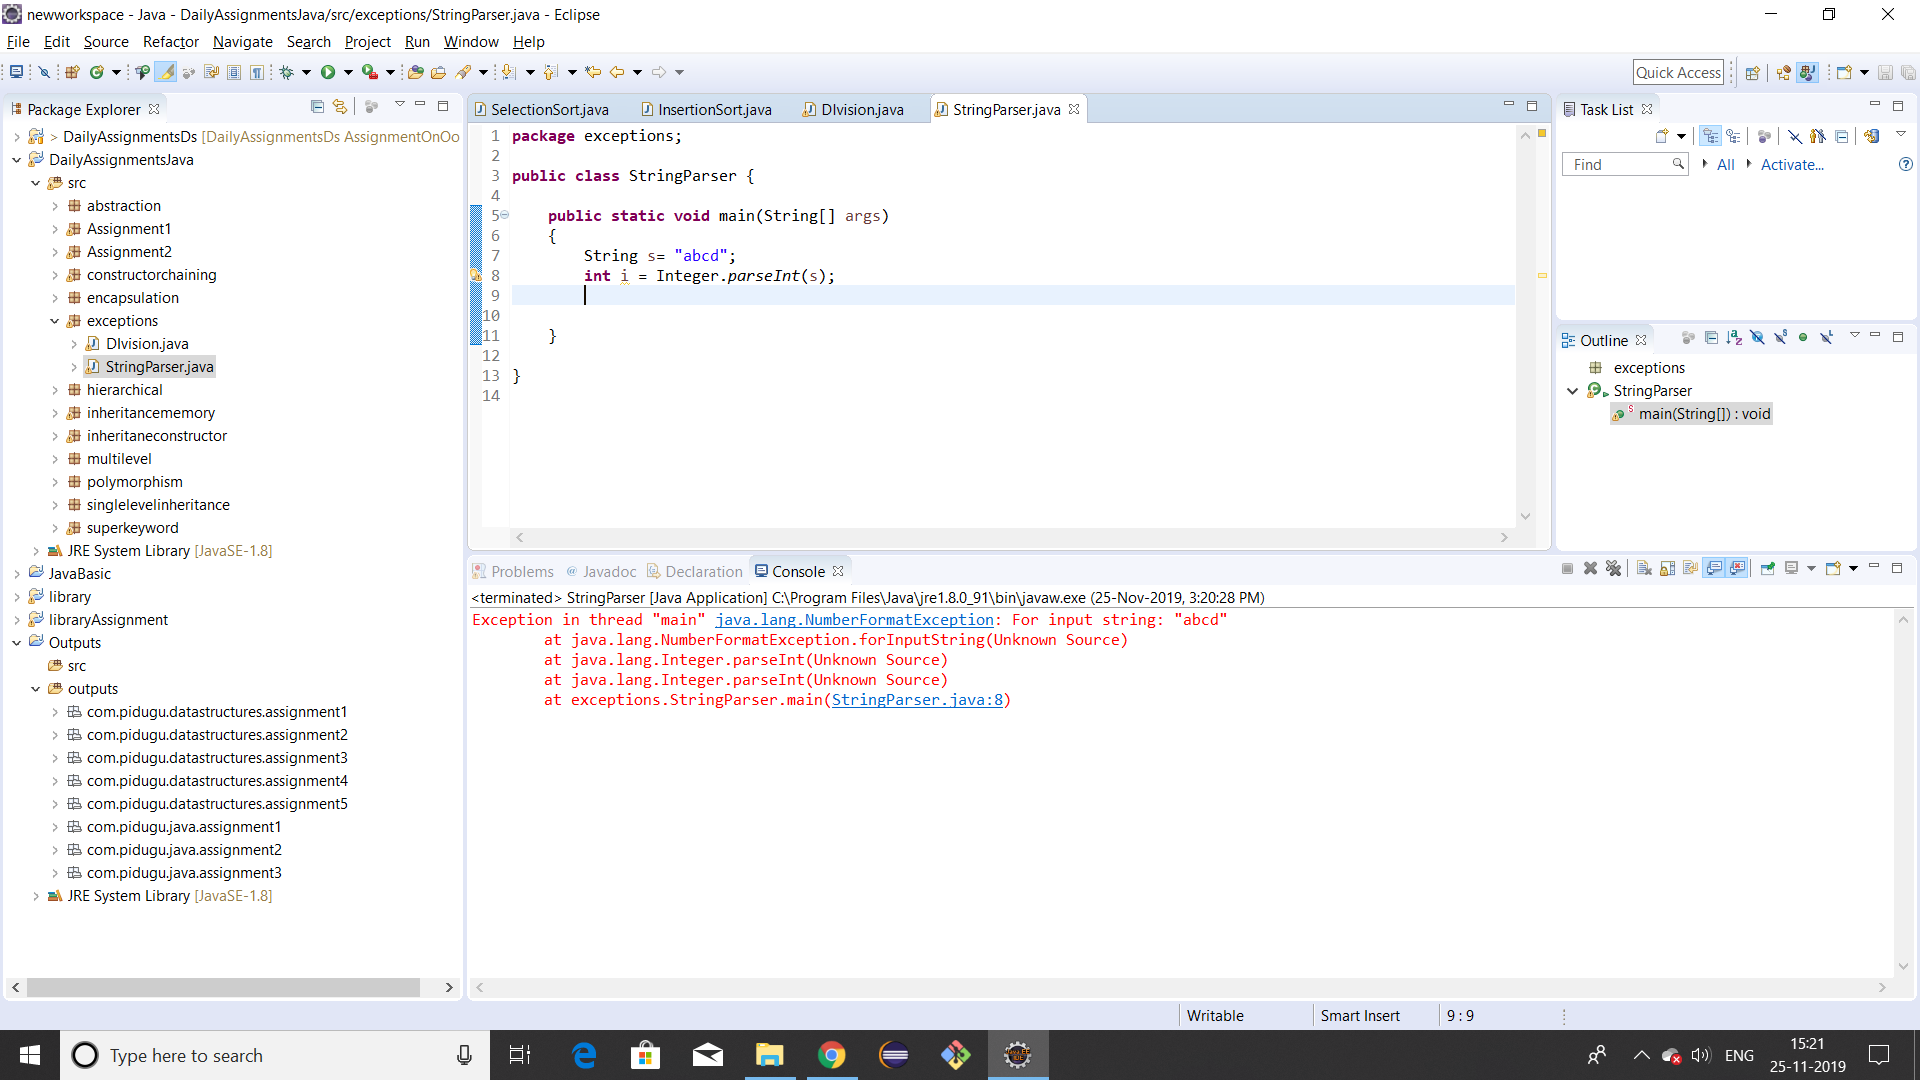 newworkspace - Java - DailyAssignmentsJava/src/exceptions/StringParser.java - Eclipse
File Edit Source Refactor Navigate Search Project Run Window Help
Quick Access
Package Explorer
> DailyAssignmentsDs [DailyAssignmentsDs AssignmentOnOo
DailyAssignmentsJava
src
abstraction
Assignment1
Assignment2
constructorchaining
encapsulation
exceptions
DIvision.java
StringParser.java
hierarchical
inheritancememory
inheritaneconstructor
multilevel
polymorphism
singlelevelinheritance
superkeyword
JRE System Library [JavaSE-1.8]
JavaBasic
library
libraryAssignment
Outputs
src
outputs
com.pidugu.datastructures.assignment1
com.pidugu.datastructures.assignment2
com.pidugu.datastructures.assignment3
com.pidugu.datastructures.assignment4
com.pidugu.datastructures.assignment5
com.pidugu.java.assignment1
com.pidugu.java.assignment2
com.pidugu.java.assignment3
JRE System Library [JavaSE-1.8]
SelectionSort.java InsertionSort.java DIvision.java StringParser.java
1 package exceptions;
2
3 public class StringParser {
4
5 public static void main(String[] args)
6 {
7 String s= "abcd";
8 int i = Integer.parseInt(s);
9
10
11 }
12
13 }
14
Task List
Find All Activate...
Outline
exceptions
StringParser
main(String[]) : void
Problems @ Javadoc Declaration Console
<terminated> StringParser [Java Application] C:\Program Files\Java\jre1.8.0_91\bin\javaw.exe (25-Nov-2019, 3:20:28 PM)
Exception in thread "main" java.lang.NumberFormatException: For input string: "abcd"
at java.lang.NumberFormatException.forInputString(Unknown Source)
at java.lang.Integer.parseInt(Unknown Source)
at java.lang.Integer.parseInt(Unknown Source)
at exceptions.StringParser.main(StringParser.java:8)
Writable Smart Insert 9 : 9
Type here to search
ENG
15:21
25-11-2019